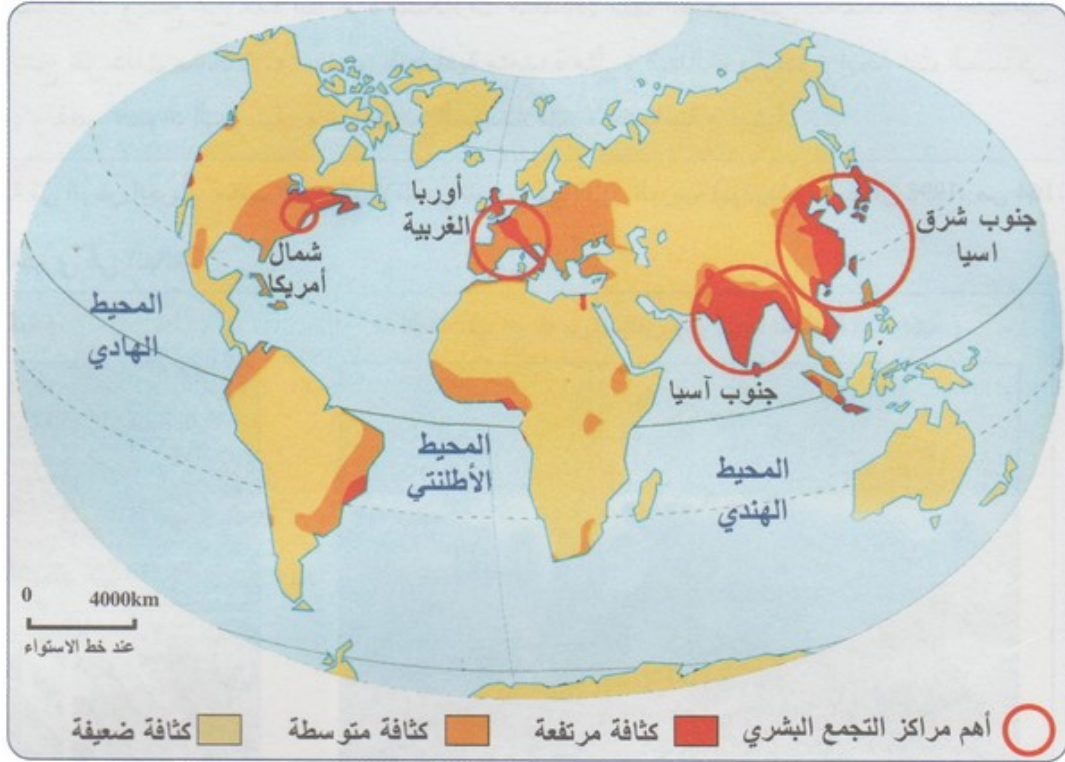 أوربا
الغربية
جنوب شرق
اسيا
شمال
أمريكا
المحيط
الهادي
جنوب آسيا
المحيط
الأطلنتي
المحيط
الهندي
0 4000km
عند خط الاستواء
أهم مراكز التجمع البشري
كثافة مرتفعة
كثافة متوسطة
كثافة ضعيفة